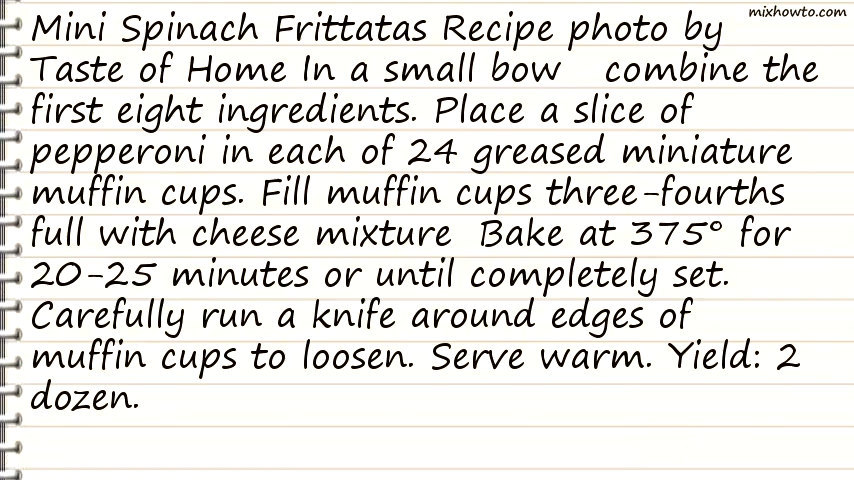 mixhowto.com
Mini Spinach Frittatas Recipe photo by
Taste of Home In a small bow    combine the
first eight ingredients. Place a slice of
pepperoni in each of 24 greased miniature
muffin cups. Fill muffin cups three-fourths
full with cheese mixture  Bake at 375° for
20-25 minutes or until completely set.
Carefully run a knife around edges of
muffin cups to loosen. Serve warm. Yield: 2
dozen.